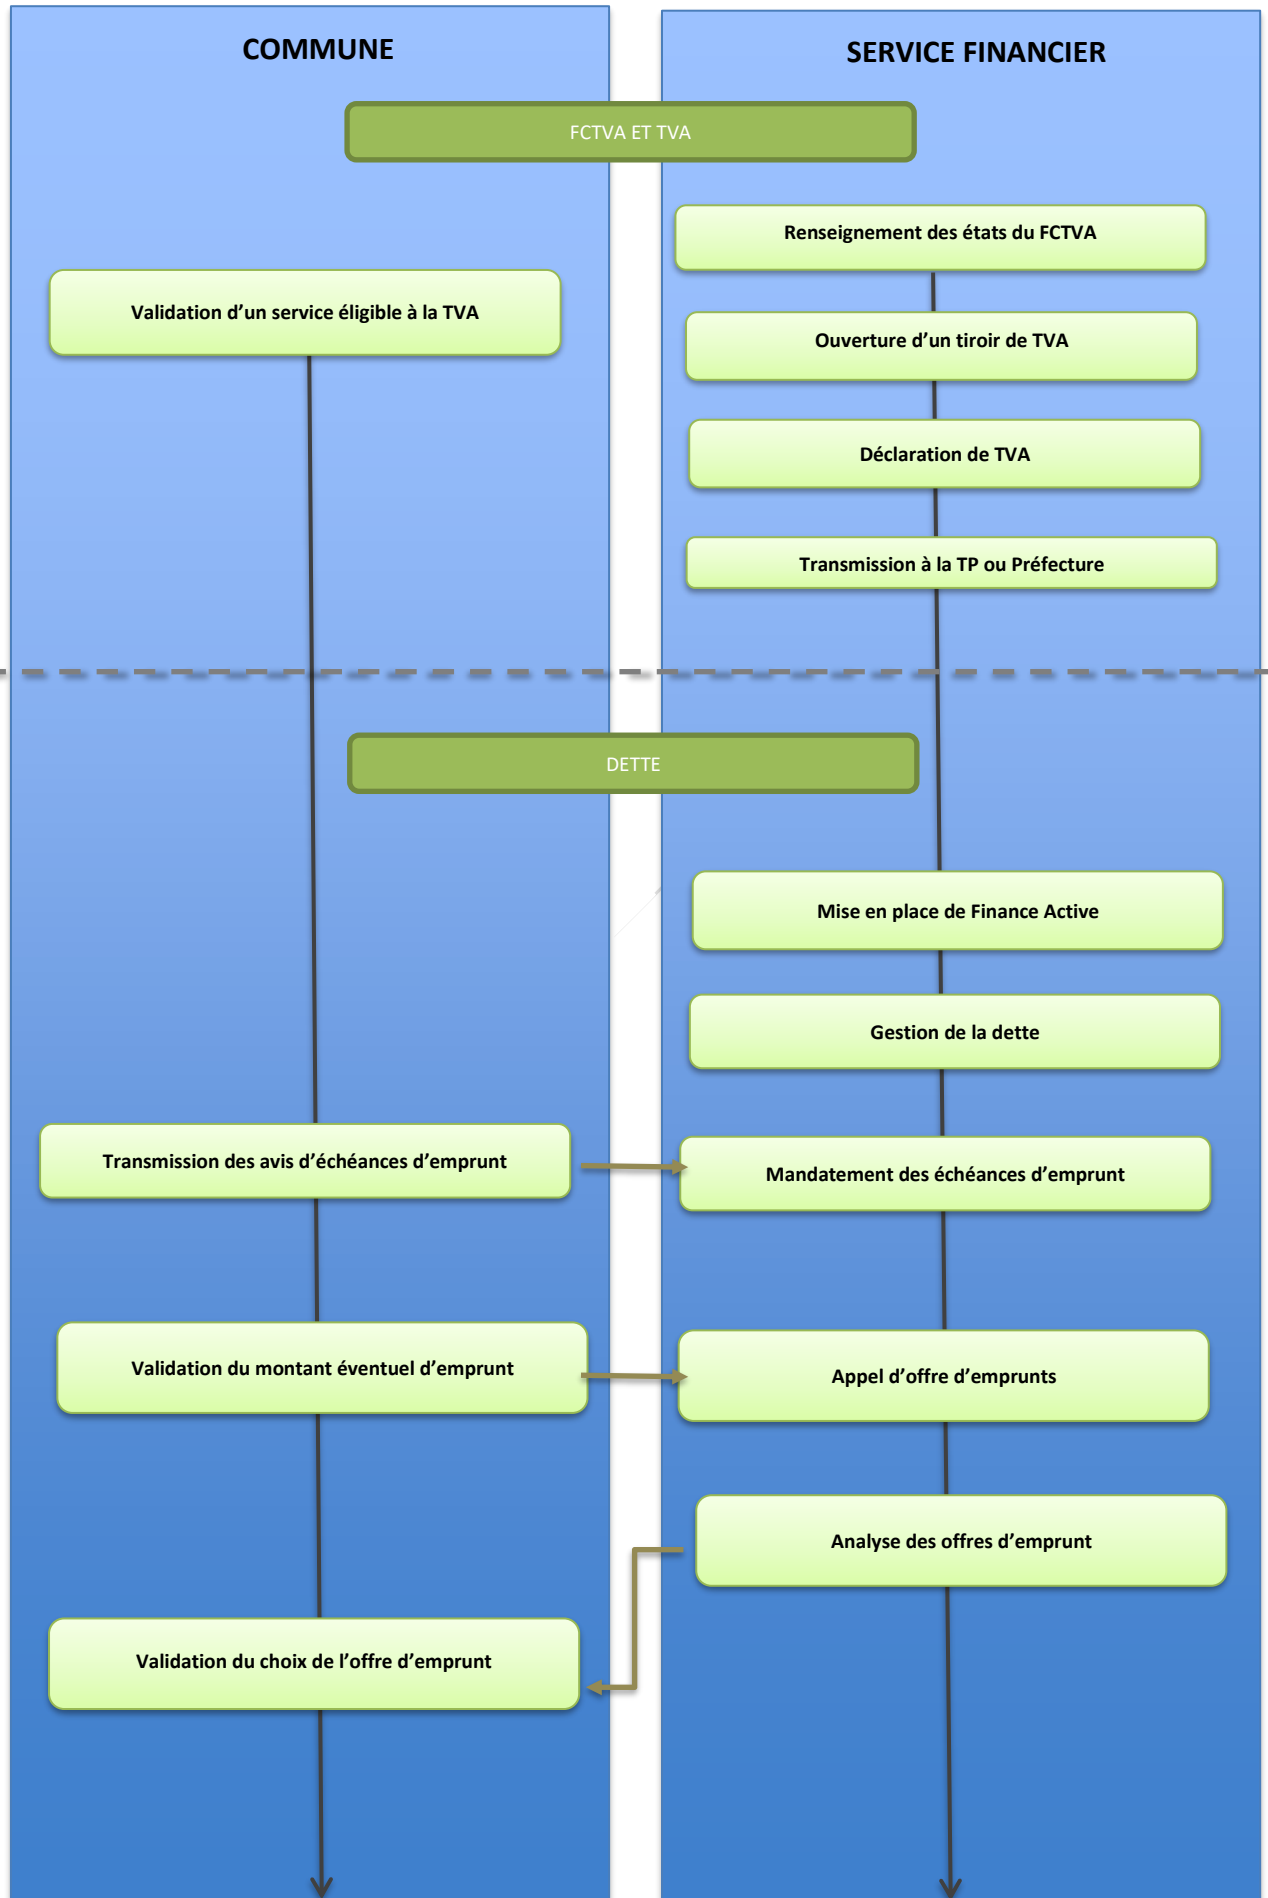 COMMUNE
SERVICE FINANCIER
FCTVA ET TVA
Renseignement des états du FCTVA
Validation d’un service éligible à la TVA
Ouverture d’un tiroir de TVA
Déclaration de TVA
Transmission à la TP ou Préfecture
DETTE
Mise en place de Finance Active
Gestion de la dette
Transmission des avis d’échéances d’emprunt
Mandatement des échéances d’emprunt
Validation du montant éventuel d’emprunt
Appel d’offre d’emprunts
Analyse des offres d’emprunt
Validation du choix de l’offre d’emprunt